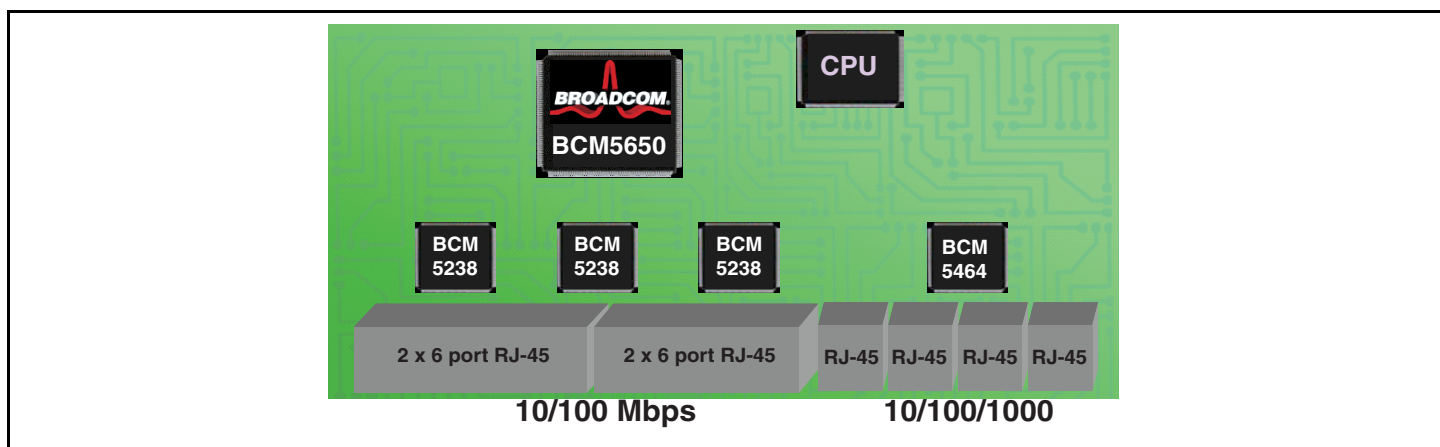 CPU
BROADCOM®
BCM5650
BCM
5238
BCM
5238
BCM
5238
BCM
5464
2 x 6 port RJ-45
2 x 6 port RJ-45
RJ-45
RJ-45
RJ-45
RJ-45
10/100 Mbps
10/100/1000